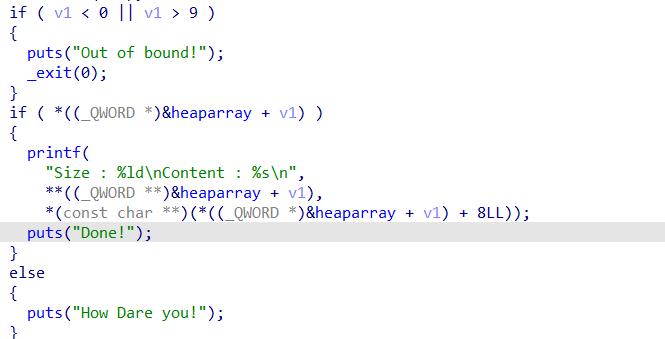 if ( v1 < 0 || v1 > 9 )
{
puts("Out of bound!");
_exit(0);
}
if ( *((_QWORD *)&heaparray + v1) )
{
printf(
"Size : %ld\nContent : %s\n",
**((_QWORD **)&heaparray + v1),
*(const char **)(*((_QWORD *)&heaparray + v1) + 8LL));
puts("Done!");
}
else
{
puts("How Dare you!");
}